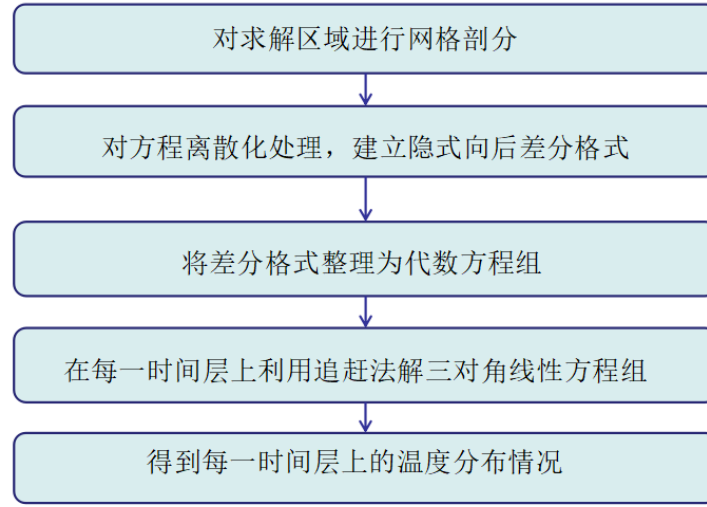 对求解区域进行网格剖分
对方程离散化处理，建立隐式向后差分格式
将差分格式整理为代数方程组
在每一时间层上利用追赶法解三对角线性方程组
得到每一时间层上的温度分布情况